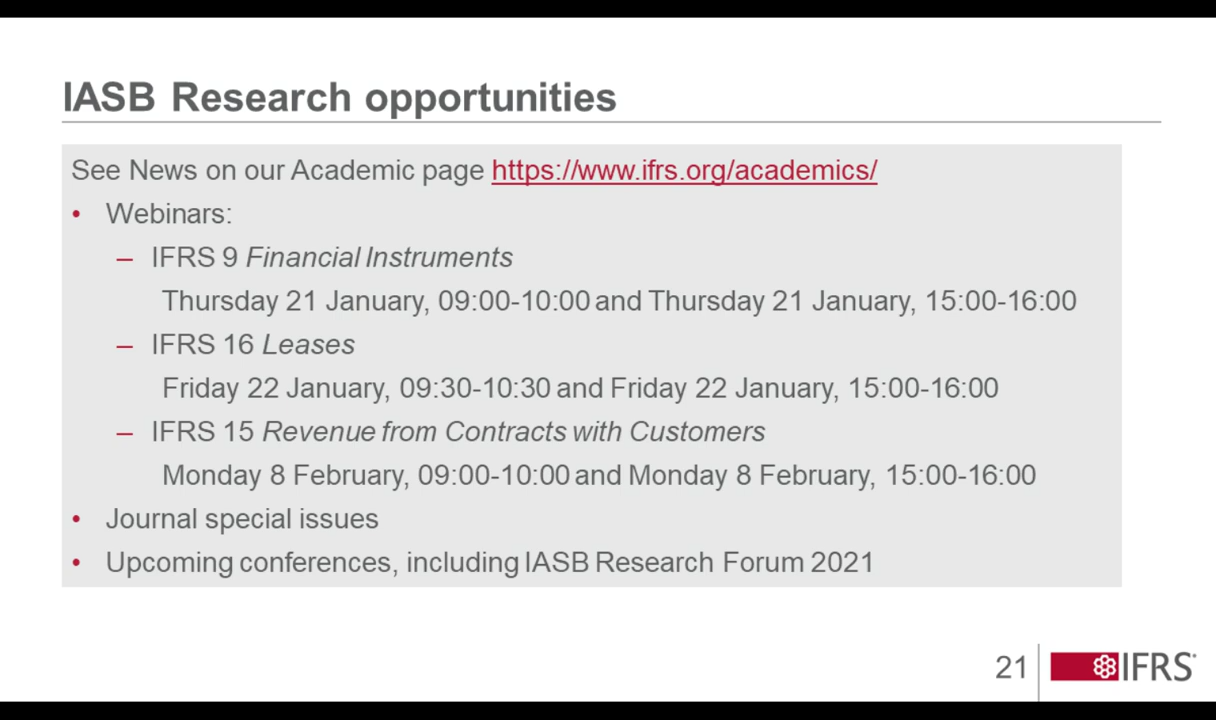 IASB Research opportunities
See News on our Academic page https://www.ifrs.org/academics/
• Webinars:
– IFRS 9 Financial Instruments
Thursday 21 January, 09:00-10:00 and Thursday 21 January, 15:00-16:00
– IFRS 16 Leases
Friday 22 January, 09:30-10:30 and Friday 22 January, 15:00-16:00
– IFRS 15 Revenue from Contracts with Customers
Monday 8 February, 09:00-10:00 and Monday 8 February, 15:00-16:00
• Journal special issues
• Upcoming conferences, including IASB Research Forum 2021
21
IFRS